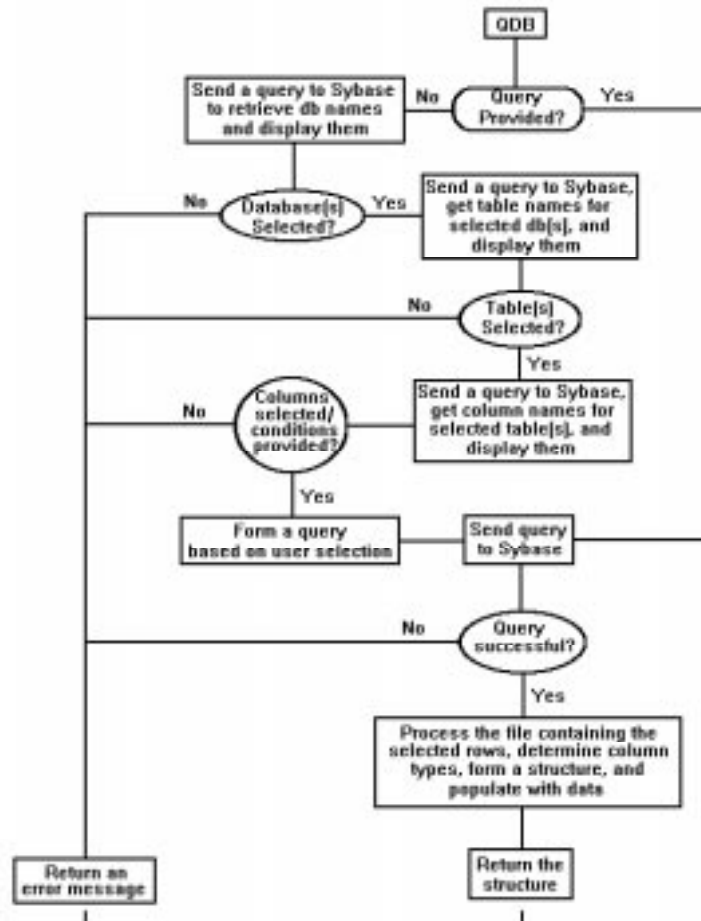 QDB
Query
Provided?
No
Yes
Send a query to Sybase
to retrieve db names
and display them
No
Database(s)
Selected?
Yes
Send a query to Sybase,
get table names for
selected db(s), and
display them
No
Table(s)
Selected?
Yes
No
Columns
selected/
conditions
provided?
Send a query to Sybase,
get column names for
selected table(s), and
display them
Yes
Form a query
based on user selection
Send query
to Sybase
No
Query
successful?
Yes
Process the file containing the
selected rows, determine column
types, form a structure, and
populate with data
Return an
error message
Return the
structure